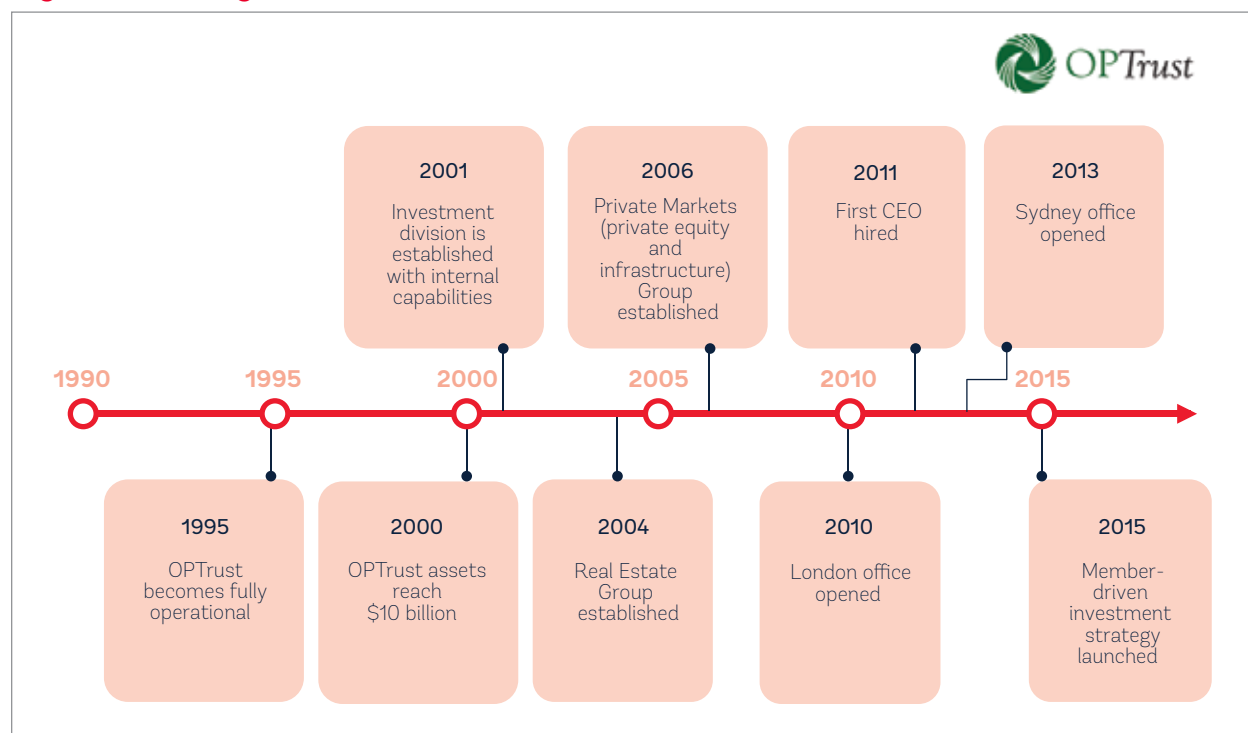 OPTrust
2001
Investment
division is
established
with internal
capabilities
2006
Private Markets
(private equity
and
infrastructure)
Group
established
2011
First CEO
hired
2013
Sydney office
opened
1990
1995
2000
2005
2010
2015
1995
OPTrust
becomes fully
operational
2000
OPTrust assets
reach
$10 billion
2004
Real Estate
Group
established
2010
London office
opened
2015
Member-
driven
investment
strategy
launched